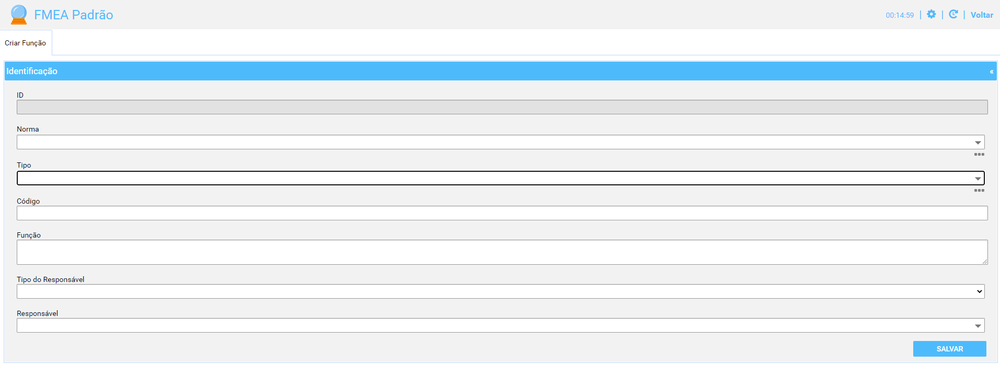 FMEA Padrão
00:14:59 | | | Voltar
Criar Função
Identificação «
ID
Norma
Tipo
Código
Função
Tipo do Responsável
Responsável
SALVAR